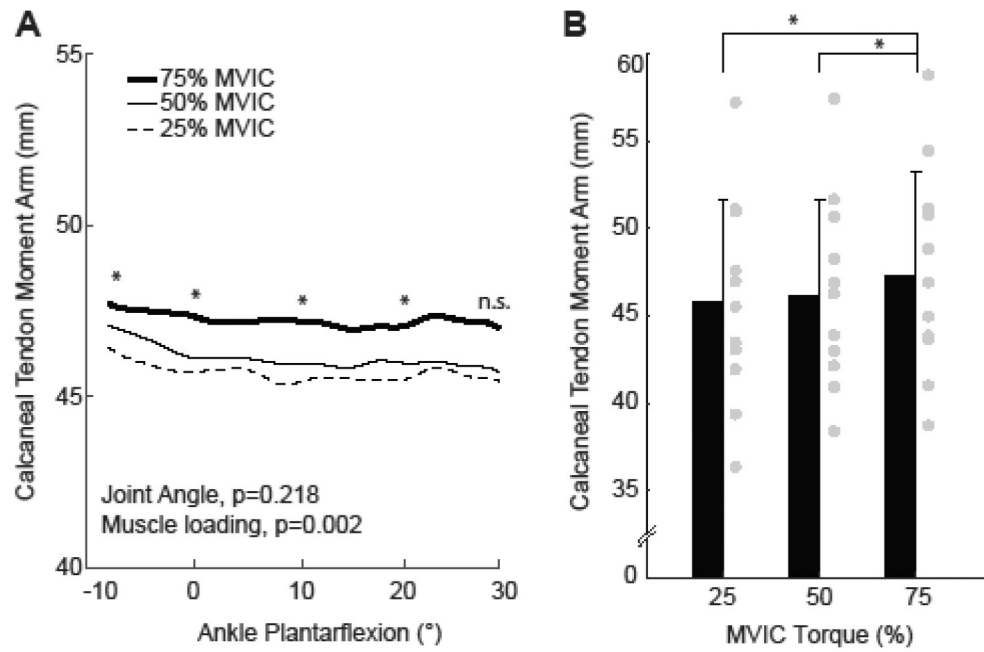 A
Calcaneal Tendon Moment Arm (mm)
55
50
45
40
75% MVIC
50% MVIC
25% MVIC
*
*
*
*
n.s.
Joint Angle, p=0.218
Muscle loading, p=0.002
-10
0
10
20
30
Ankle Plantarflexion (°)
B
*
*
Calcaneal Tendon Moment Arm (mm)
60
55
50
45
40
35
0
25
50
75
MVIC Torque (%)